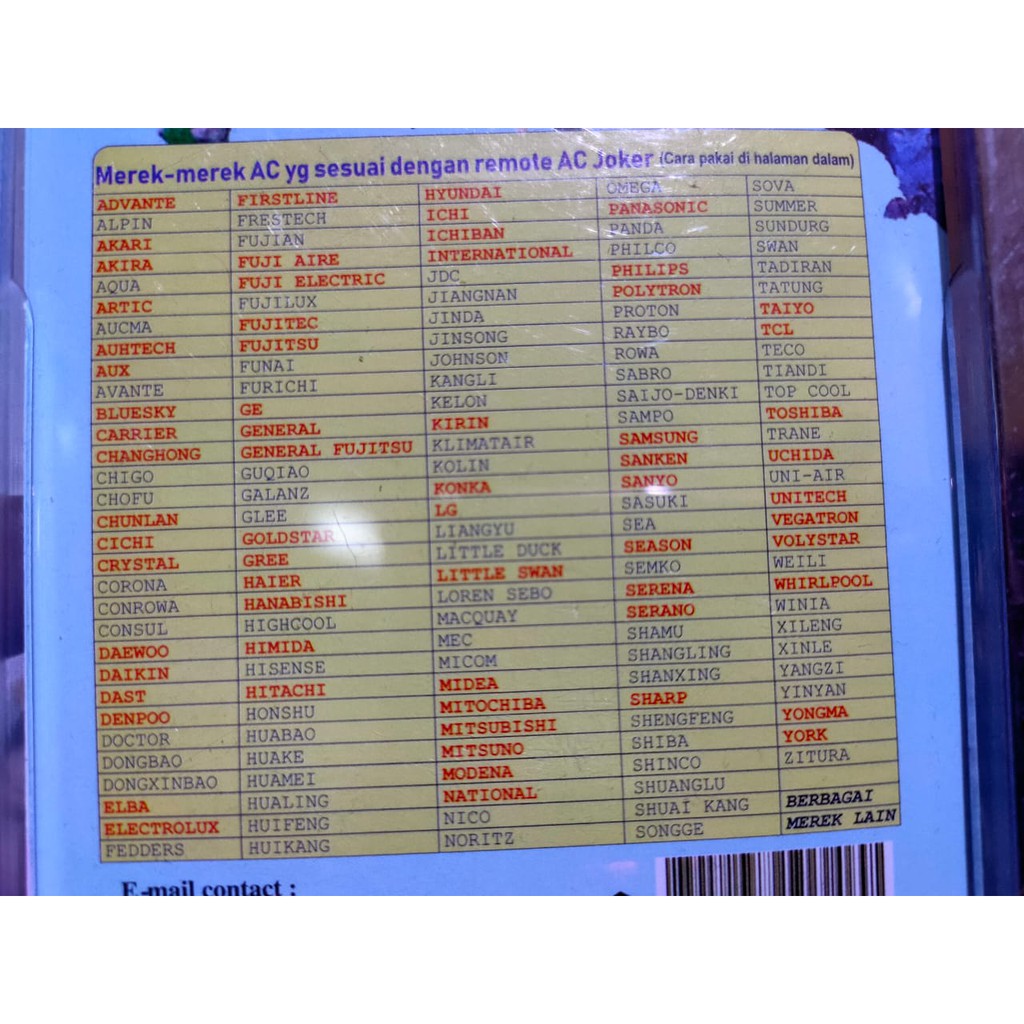 Merek-merek AC yg sesuai dengan remote AC Joker (Cara pakai di halaman dalam)
ADVANTE
ALPIN
AKARI
AKIRA
AQUA
ARTIC
AUCMA
AUHTECH
AUX
AVANTE
BLUESKY
CARRIER
CHANGHONG
CHIGO
CHOFU
CHUNLAN
CICHI
CRYSTAL
CORONA
CONROWA
CONSUL
DAEWOO
DAIKIN
DAST
DENPOO
DOCTOR
DONGBAO
DONGXINBAO
ELBA
ELECTROLUX
FEDDERS
FIRSTLINE
FRESTECH
FUJIAN
FUJI AIRE
FUJI ELECTRIC
FUJILUX
FUJITEC
FUJITSU
FUNAI
FURICHI
GE
GENERAL
GENERAL FUJITSU
GUQIAO
GALANZ
GLEE
GOLDSTAR
GREE
HAIER
HANABISHI
HIGHCOOL
HIMIDA
HISENSE
HITACHI
HONSHU
HUABAO
HUAKE
HUAMEI
HUALING
HUIFENG
HUIKANG
HYUNDAI
ICHI
ICHIBAN
INTERNATIONAL
JDC
JIANGNAN
JINDA
JINSONG
JOHNSON
KANGLI
KELON
KIRIN
KLIMATAIR
KOLIN
KONKA
LG
LIANGYU
LITTLE DUCK
LITTLE SWAN
LOREN SEBO
MACQUAY
MEC
MICOM
MIDEA
MITOCHIBA
MITSUBISHI
MITSUNO
MODENA
NATIONAL
NICO
NORITZ
OMEGA
PANASONIC
PANDA
PHILCO
PHILIPS
POLYTRON
PROTON
RAYBO
ROWA
SABRO
SAIJO-DENKI
SAMPO
SAMSUNG
SANKEN
SANYO
SASUKI
SEA
SEASON
SEMKO
SERENA
SERANO
SHAMU
SHANGLING
SHANXING
SHARP
SHENGFENG
SHIBA
SHINCO
SHUANGLU
SHUAI KANG
SONGGE
SOVA
SUMMER
SUNDURG
SWAN
TADIRAN
TATUNG
TAIYO
TCL
TECO
TIANDI
TOP COOL
TOSHIBA
TRANE
UCHIDA
UNI-AIR
UNITECH
VEGATRON
VOLYSTAR
WEILI
WHIRLPOOL
WINIA
XILENG
XINLE
YANGZI
YINYAN
YONGMA
YORK
ZITURA
BERBAGAI
MEREK LAIN
E-mail contact :